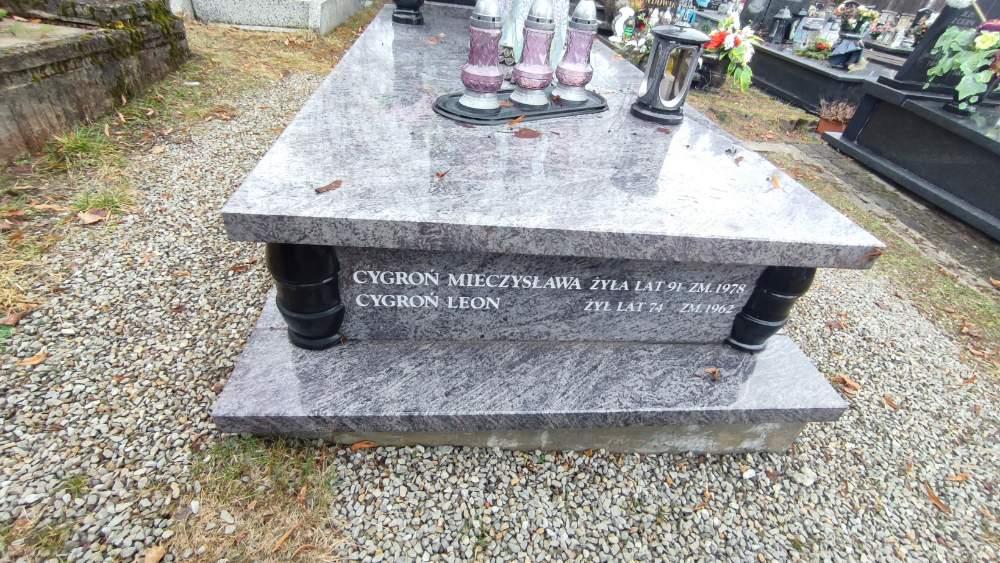 CYGROŃ MIECZYSŁAWA ŻYŁA LAT 91 ZM. 1978
CYGROŃ LEON ŻYŁ LAT 74 ZM. 1962